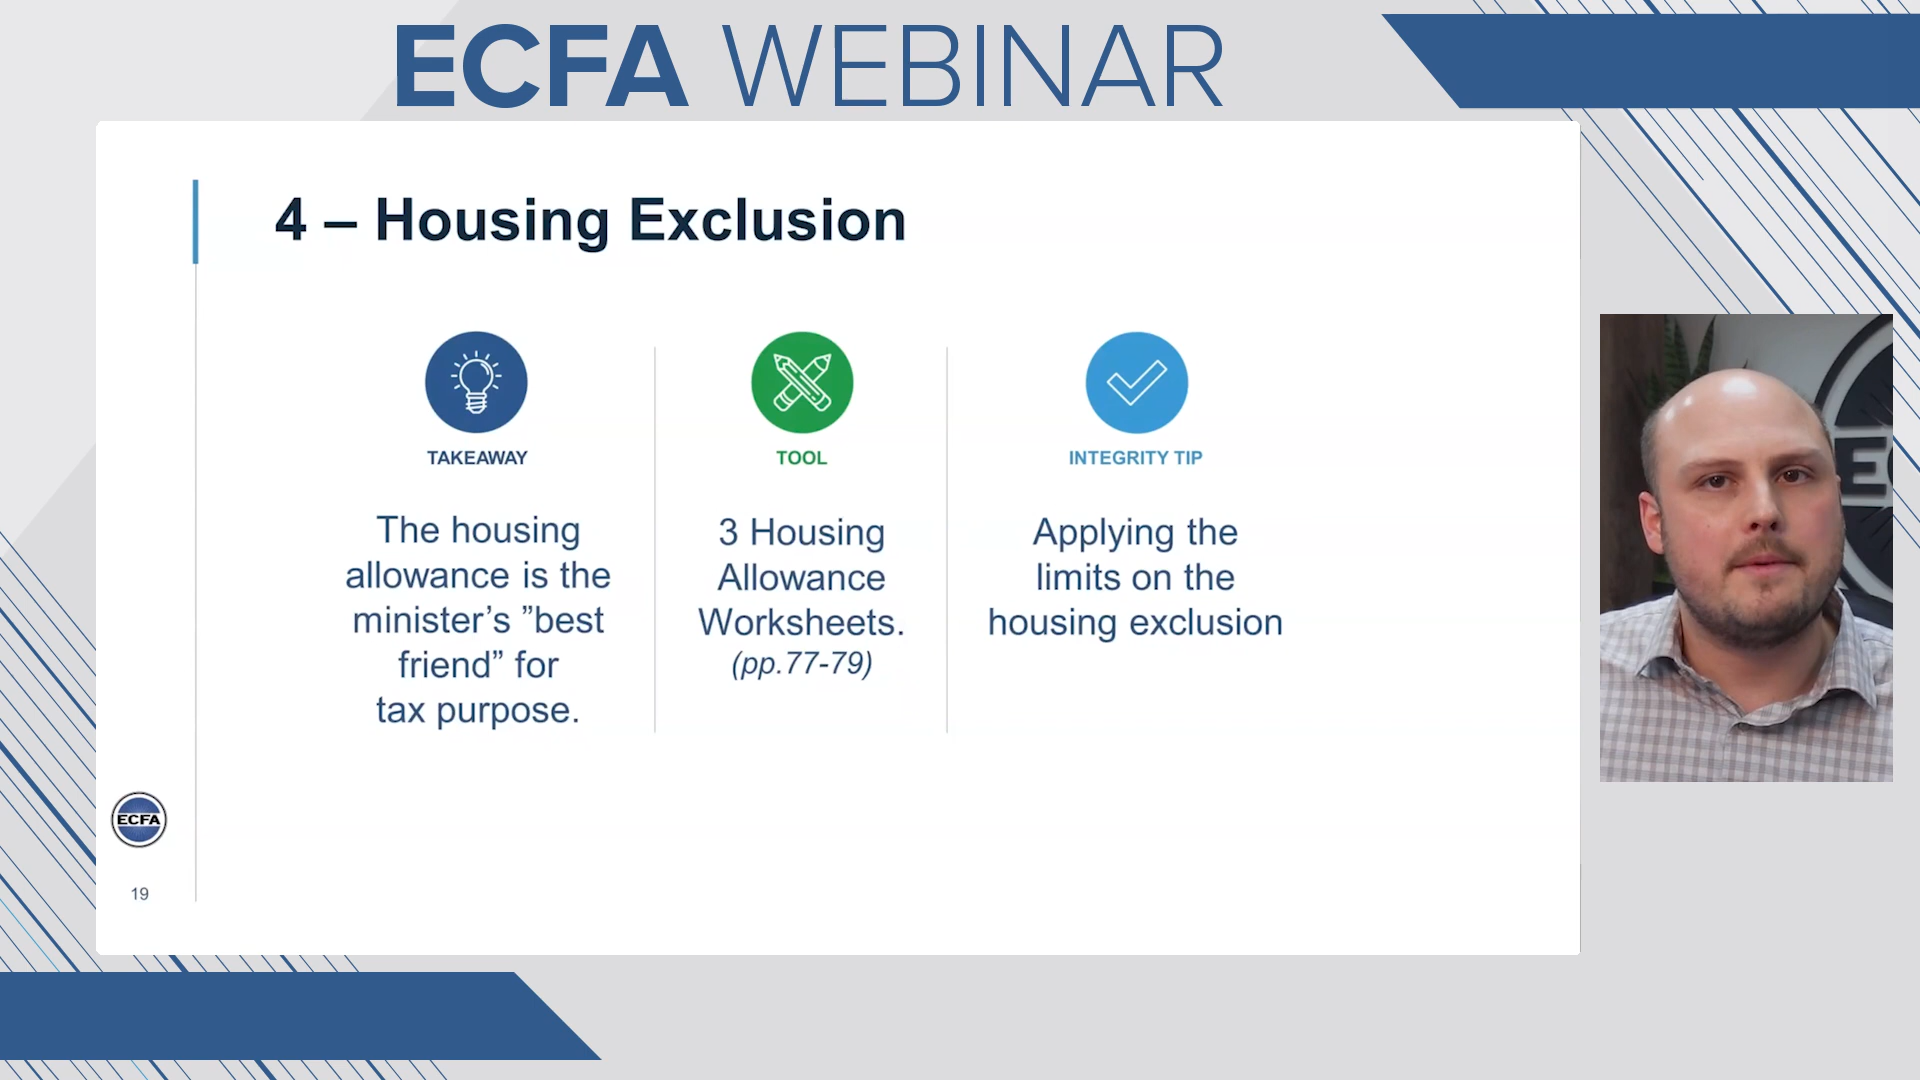 ECFA WEBINAR
4 – Housing Exclusion
TAKEAWAY
The housing
allowance is the
minister’s ”best
friend” for
tax purpose.
TOOL
3 Housing
Allowance
Worksheets.
(pp.77-79)
INTEGRITY TIP
Applying the
limits on the
housing exclusion
ECFA
19
E